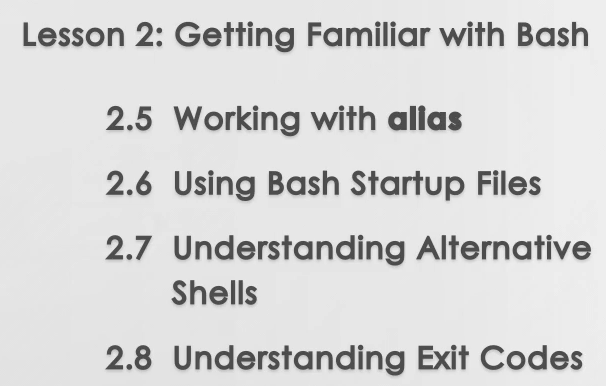 Lesson 2: Getting Familiar with Bash
2.5 Working with alias
2.6 Using Bash Startup Files
2.7 Understanding Alternative
Shells
2.8 Understanding Exit Codes